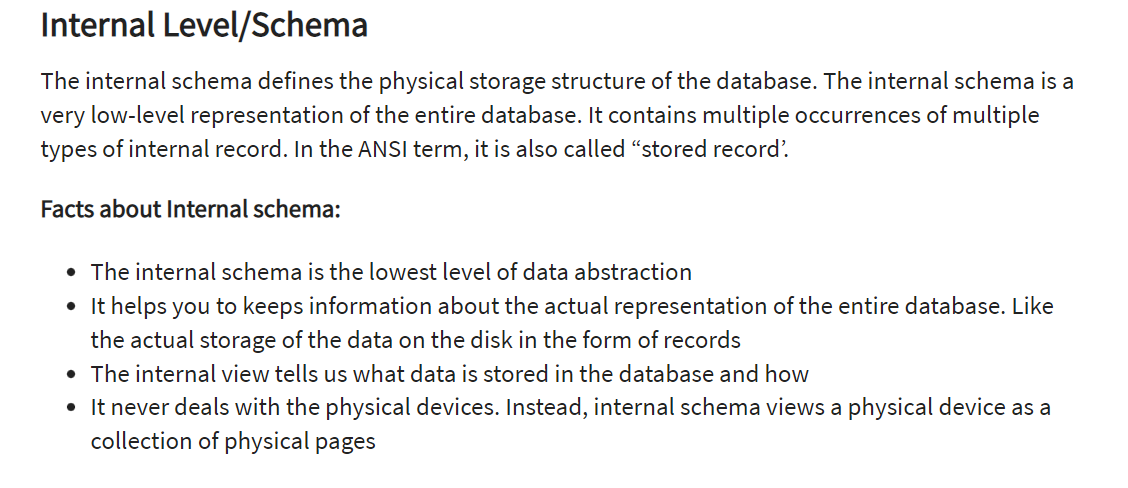 Internal Level/Schema
The internal schema defines the physical storage structure of the database. The internal schema is a
very low-level representation of the entire database. It contains multiple occurrences of multiple
types of internal record. In the ANSI term, it is also called “stored record’.
Facts about Internal schema:
• The internal schema is the lowest level of data abstraction
• It helps you to keeps information about the actual representation of the entire database. Like
the actual storage of the data on the disk in the form of records
• The internal view tells us what data is stored in the database and how
• It never deals with the physical devices. Instead, internal schema views a physical device as a
collection of physical pages